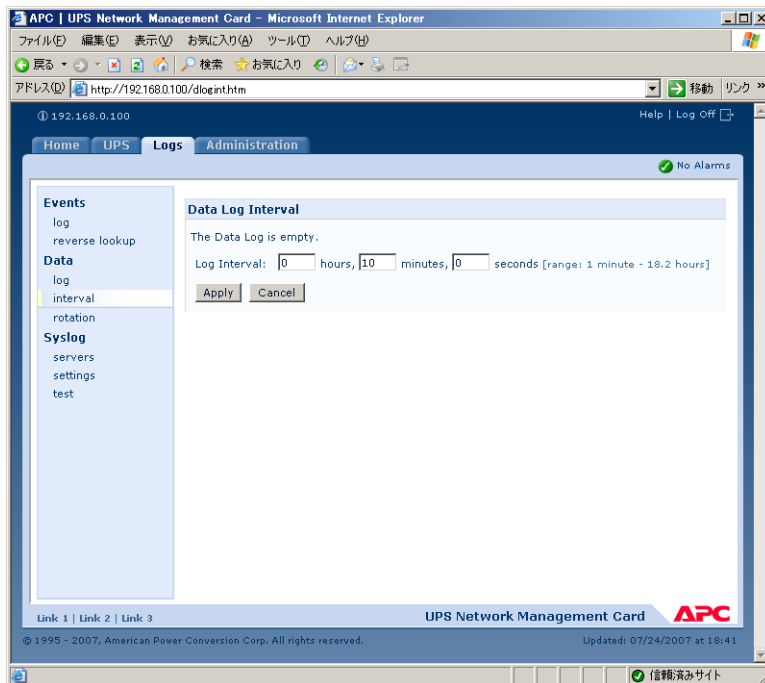 APC | UPS Network Management Card - Microsoft Internet Explorer
ファイル(F) 編集(E) 表示(V) お気に入り(A) ツール(T) ヘルプ(H)
戻る 検索 お気に入り
アドレス(D) http://192.168.0.100/dlogint.htm 移動 リンク »
192.168.0.100 Help | Log Off
Home UPS Logs Administration
No Alarms
Events
log
reverse lookup
Data
log
interval
rotation
Syslog
servers
settings
test
Data Log Interval
The Data Log is empty.
Log Interval: 0 hours, 10 minutes, 0 seconds [range: 1 minute - 18.2 hours]
Apply Cancel
Link 1 | Link 2 | Link 3 UPS Network Management Card APC
© 1995 - 2007, American Power Conversion Corp. All rights reserved. Updated: 07/24/2007 at 18:41
信頼済みサイト